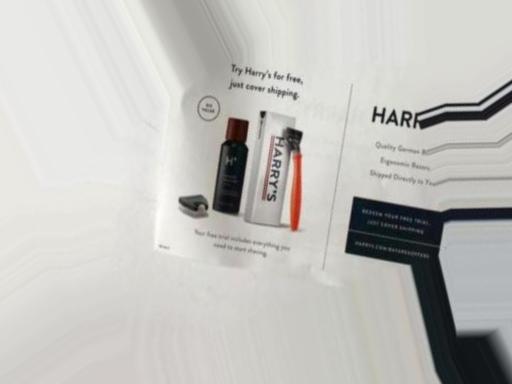 Try Harry's for free,
just cover shipping.
HARRY'S
H'
Your free trial includes everything you
need to start shaving.
Quality German
Ergonomic Razors,
Shipped Directly to You
REDEEM YOUR FREE TRIAL,
JUST COVER SHIPPING